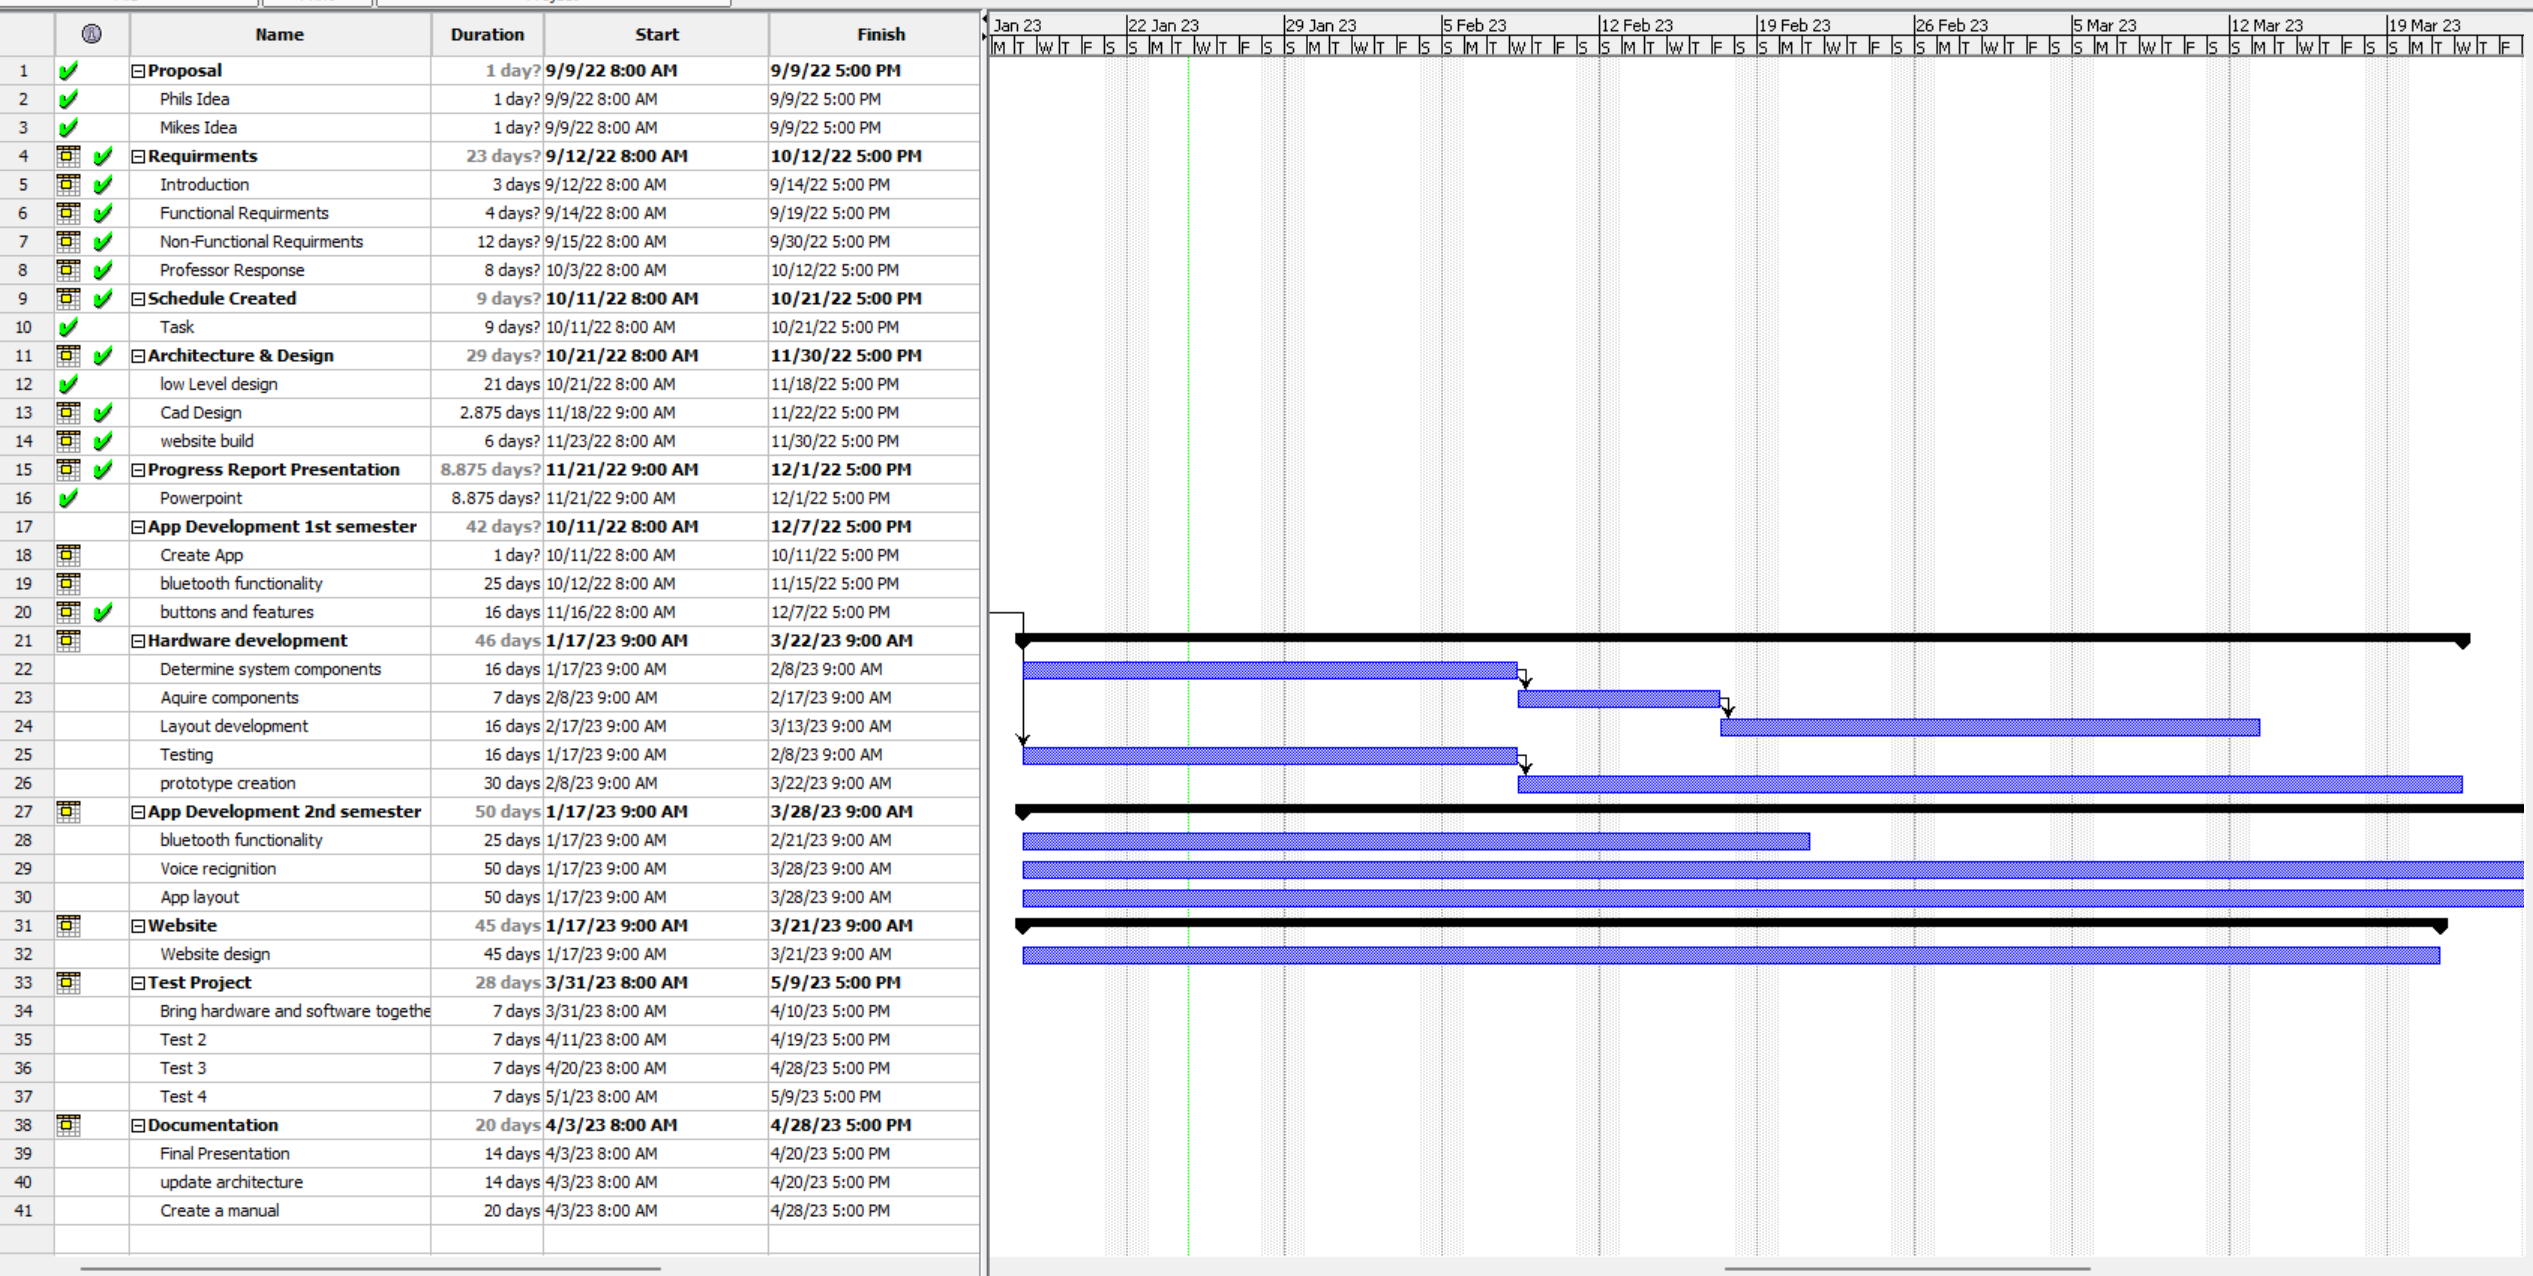 Name Duration Start Finish
Jan 23 22 Jan 23 29 Jan 23 5 Feb 23 12 Feb 23 19 Feb 23 26 Feb 23 5 Mar 23 12 Mar 23 19 Mar 23
M T W T F S S M T W T F S S M T W T F S S M T W T F S S M T W T F S S M T W T F S S M T W T F S S M T W T F S S M T W T F S S M T W T F
1 Proposal 1 day? 9/9/22 8:00 AM 9/9/22 5:00 PM
2 Phils Idea 1 day? 9/9/22 8:00 AM 9/9/22 5:00 PM
3 Mikes Idea 1 day? 9/9/22 8:00 AM 9/9/22 5:00 PM
4 Requirments 23 days? 9/12/22 8:00 AM 10/12/22 5:00 PM
5 Introduction 3 days 9/12/22 8:00 AM 9/14/22 5:00 PM
6 Functional Requirments 4 days? 9/14/22 8:00 AM 9/19/22 5:00 PM
7 Non-Functional Requirments 12 days? 9/15/22 8:00 AM 9/30/22 5:00 PM
8 Professor Response 8 days? 10/3/22 8:00 AM 10/12/22 5:00 PM
9 Schedule Created 9 days? 10/11/22 8:00 AM 10/21/22 5:00 PM
10 Task 9 days? 10/11/22 8:00 AM 10/21/22 5:00 PM
11 Architecture & Design 29 days? 10/21/22 8:00 AM 11/30/22 5:00 PM
12 low Level design 21 days 10/21/22 8:00 AM 11/18/22 5:00 PM
13 Cad Design 2.875 days 11/18/22 9:00 AM 11/22/22 5:00 PM
14 website build 6 days? 11/23/22 8:00 AM 11/30/22 5:00 PM
15 Progress Report Presentation 8.875 days? 11/21/22 9:00 AM 12/1/22 5:00 PM
16 Powerpoint 8.875 days? 11/21/22 9:00 AM 12/1/22 5:00 PM
17 App Development 1st semester 42 days? 10/11/22 8:00 AM 12/7/22 5:00 PM
18 Create App 1 day? 10/11/22 8:00 AM 10/11/22 5:00 PM
19 bluetooth functionality 25 days 10/12/22 8:00 AM 11/15/22 5:00 PM
20 buttons and features 16 days 11/16/22 8:00 AM 12/7/22 5:00 PM
21 Hardware development 46 days 1/17/23 9:00 AM 3/22/23 9:00 AM
22 Determine system components 16 days 1/17/23 9:00 AM 2/8/23 9:00 AM
23 Aquire components 7 days 2/8/23 9:00 AM 2/17/23 9:00 AM
24 Layout development 16 days 2/17/23 9:00 AM 3/13/23 9:00 AM
25 Testing 16 days 1/17/23 9:00 AM 2/8/23 9:00 AM
26 prototype creation 30 days 2/8/23 9:00 AM 3/22/23 9:00 AM
27 App Development 2nd semester 50 days 1/17/23 9:00 AM 3/28/23 9:00 AM
28 bluetooth functionality 25 days 1/17/23 9:00 AM 2/21/23 9:00 AM
29 Voice recignition 50 days 1/17/23 9:00 AM 3/28/23 9:00 AM
30 App layout 50 days 1/17/23 9:00 AM 3/28/23 9:00 AM
31 Website 45 days 1/17/23 9:00 AM 3/21/23 9:00 AM
32 Website design 45 days 1/17/23 9:00 AM 3/21/23 9:00 AM
33 Test Project 28 days 3/31/23 8:00 AM 5/9/23 5:00 PM
34 Bring hardware and software togethe 7 days 3/31/23 8:00 AM 4/10/23 5:00 PM
35 Test 2 7 days 4/11/23 8:00 AM 4/19/23 5:00 PM
36 Test 3 7 days 4/20/23 8:00 AM 4/28/23 5:00 PM
37 Test 4 7 days 5/1/23 8:00 AM 5/9/23 5:00 PM
38 Documentation 20 days 4/3/23 8:00 AM 4/28/23 5:00 PM
39 Final Presentation 14 days 4/3/23 8:00 AM 4/20/23 5:00 PM
40 update architecture 14 days 4/3/23 8:00 AM 4/20/23 5:00 PM
41 Create a manual 20 days 4/3/23 8:00 AM 4/28/23 5:00 PM